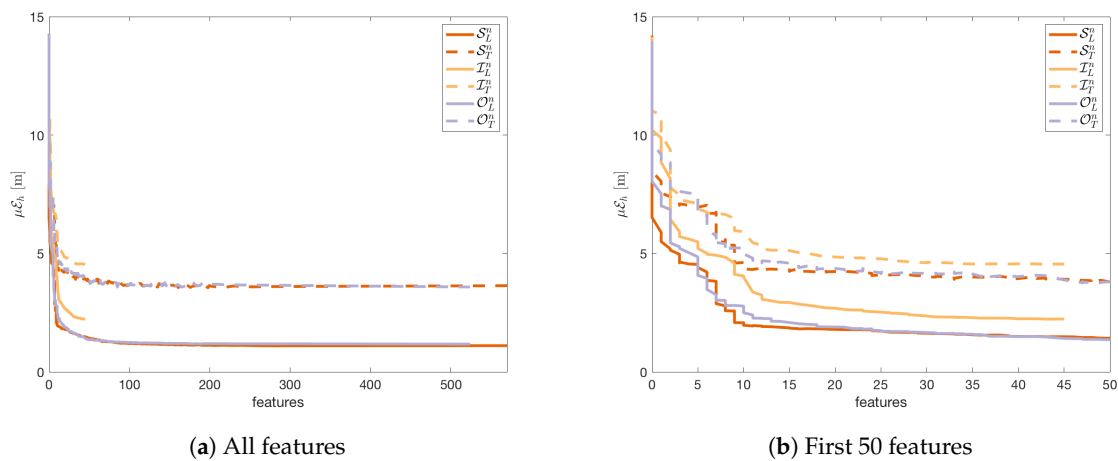 15
10
5
0
με_h [m]
0 100 200 300 400 500
features
S_L^n
S_T^n
I_L^n
I_T^n
O_L^n
O_T^n
(a) All features
15
10
5
0
με_h [m]
0 5 10 15 20 25 30 35 40 45 50
features
S_L^n
S_T^n
I_L^n
I_T^n
O_L^n
O_T^n
(b) First 50 features